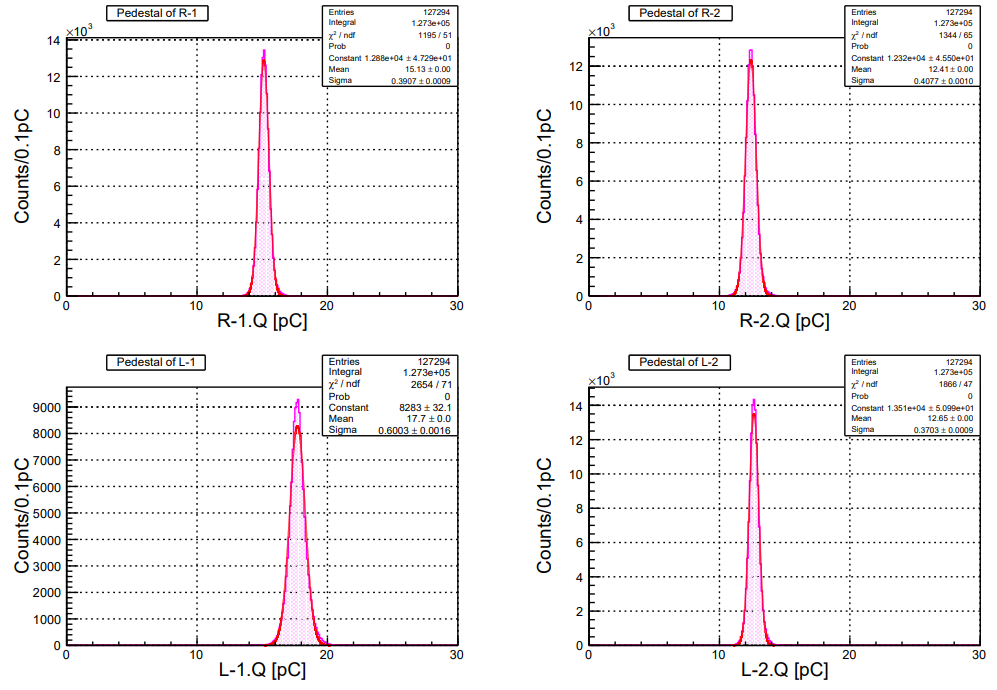 Pedestal of R-1
Entries 127294
Integral 1.273e+05
χ² / ndf 1195 / 51
Prob 0
Constant 1.288e+04 ± 4.729e+01
Mean 15.13 ± 0.00
Sigma 0.3907 ± 0.0009
×10³
14
12
10
8
6
4
2
0
Counts/0.1pC
0 10 20 30
R-1.Q [pC]
Pedestal of R-2
Entries 127294
Integral 1.273e+05
χ² / ndf 1344 / 65
Prob 0
Constant 1.232e+04 ± 4.550e+01
Mean 12.41 ± 0.00
Sigma 0.4077 ± 0.0010
×10³
12
10
8
6
4
2
0
Counts/0.1pC
0 10 20 30
R-2.Q [pC]
Pedestal of L-1
Entries 127294
Integral 1.273e+05
χ² / ndf 2654 / 71
Prob 0
Constant 8283 ± 32.1
Mean 17.7 ± 0.0
Sigma 0.6003 ± 0.0016
9000
8000
7000
6000
5000
4000
3000
2000
1000
0
Counts/0.1pC
0 10 20 30
L-1.Q [pC]
Pedestal of L-2
Entries 127294
Integral 1.273e+05
χ² / ndf 1866 / 47
Prob 0
Constant 1.351e+04 ± 5.099e+01
Mean 12.65 ± 0.00
Sigma 0.3703 ± 0.0009
×10³
14
12
10
8
6
4
2
0
Counts/0.1pC
0 10 20 30
L-2.Q [pC]